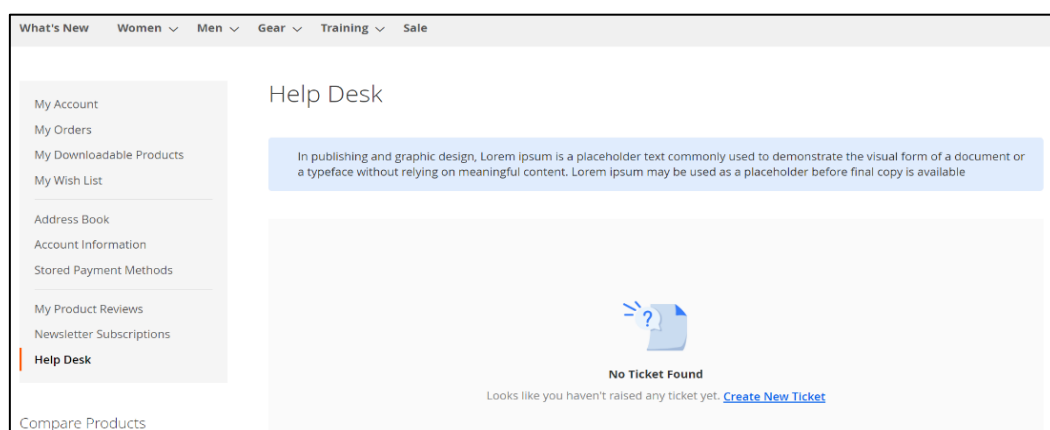 What's New Women Men Gear Training Sale
My Account
My Orders
My Downloadable Products
My Wish List
Address Book
Account Information
Stored Payment Methods
My Product Reviews
Newsletter Subscriptions
Help Desk
Compare Products
Help Desk
In publishing and graphic design, Lorem ipsum is a placeholder text commonly used to demonstrate the visual form of a document or
a typeface without relying on meaningful content. Lorem ipsum may be used as a placeholder before final copy is available
?
No Ticket Found
Looks like you haven't raised any ticket yet. Create New Ticket